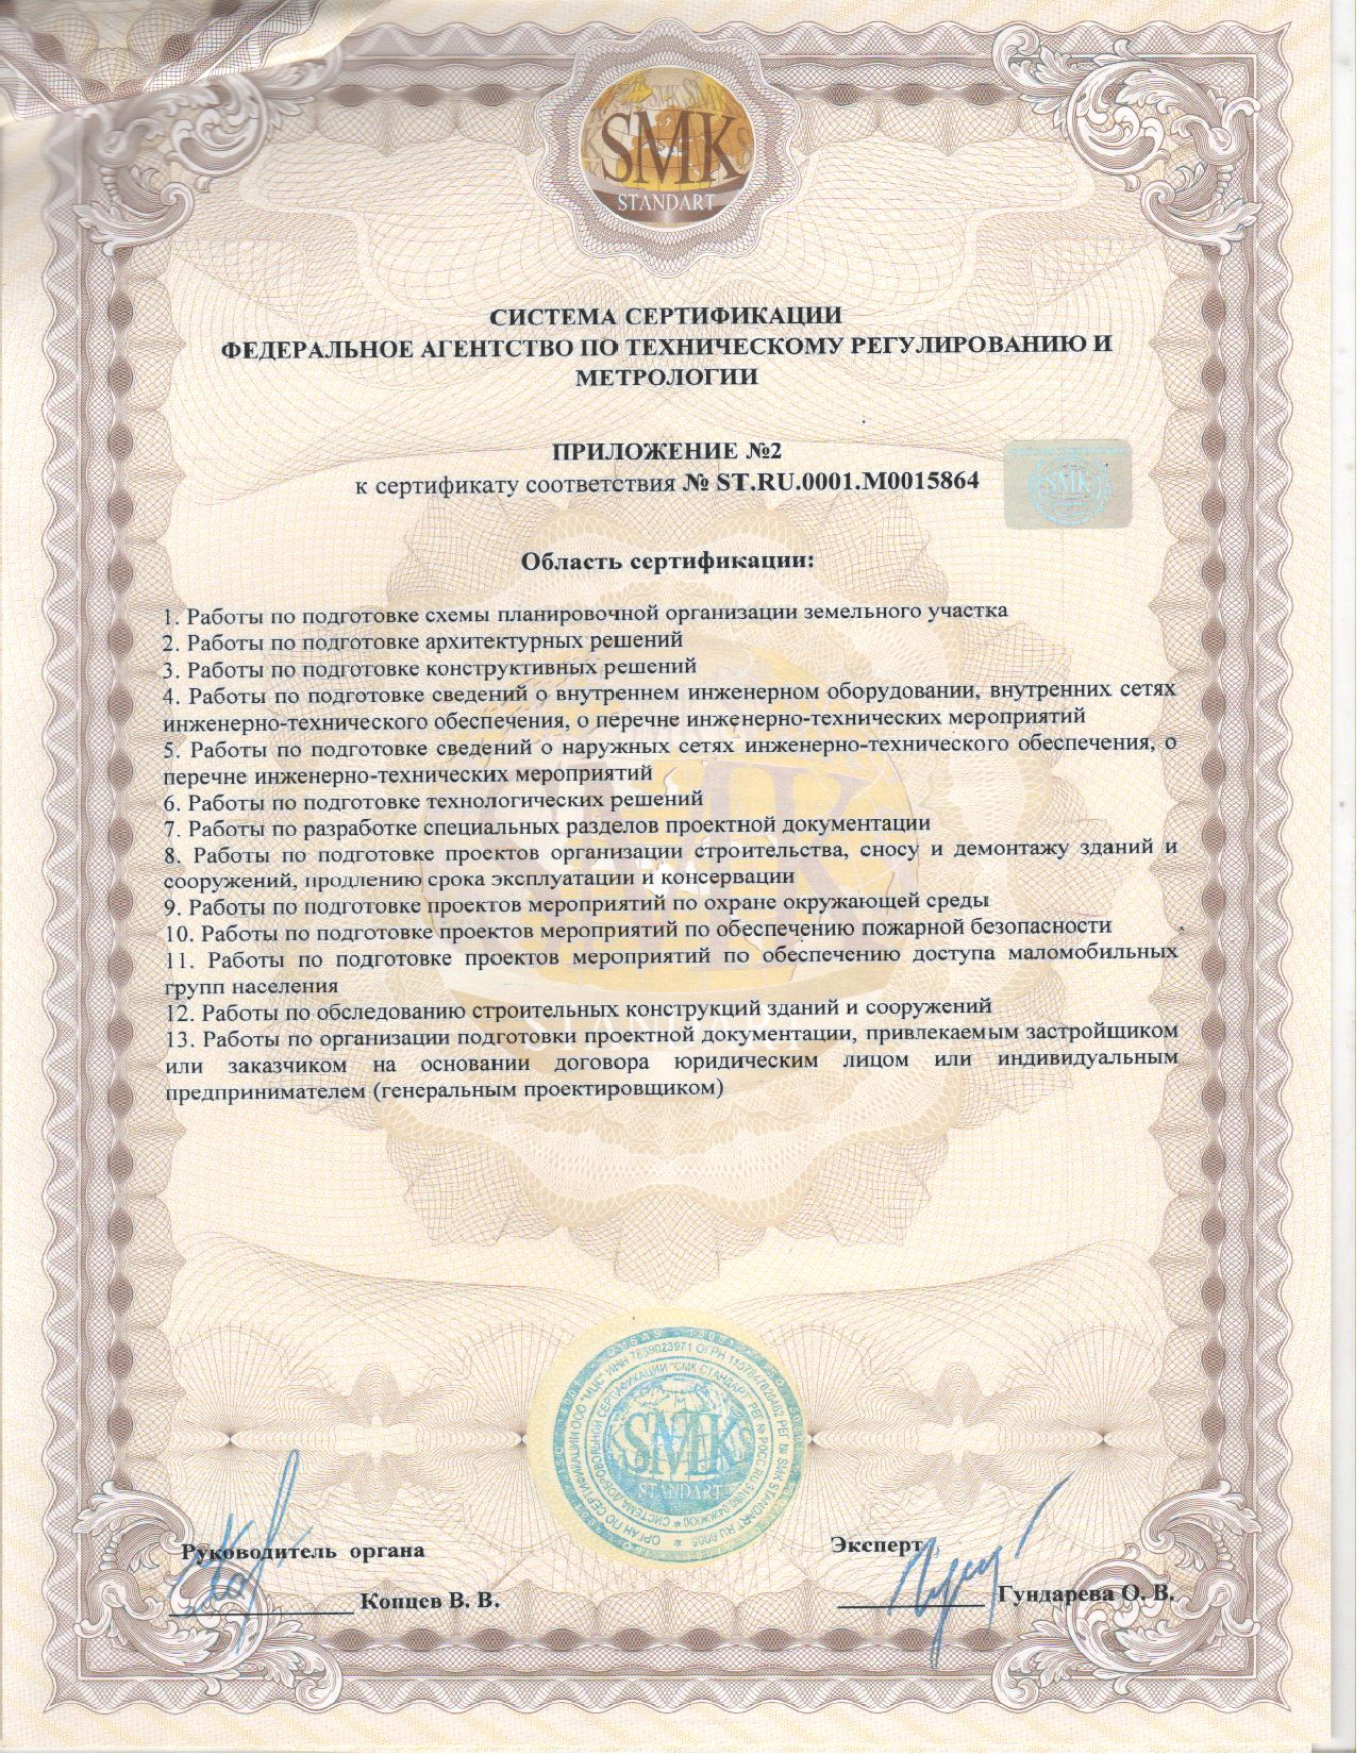 SMK
STANDART
СИСТЕМА СЕРТИФИКАЦИИ
ФЕДЕРАЛЬНОЕ АГЕНТСТВО ПО ТЕХНИЧЕСКОМУ РЕГУЛИРОВАНИЮ И
МЕТРОЛОГИИ
ПРИЛОЖЕНИЕ №2
к сертификату соответствия № ST.RU.0001.M0015864
SMK
Область сертификации:
1. Работы по подготовке схемы планировочной организации земельного участка
2. Работы по подготовке архитектурных решений
3. Работы по подготовке конструктивных решений
4. Работы по подготовке сведений о внутреннем инженерном оборудовании, внутренних сетях
инженерно-технического обеспечения, о перечне инженерно-технических мероприятий
5. Работы по подготовке сведений о наружных сетях инженерно-технического обеспечения, о
перечне инженерно-технических мероприятий
6. Работы по подготовке технологических решений
7. Работы по разработке специальных разделов проектной документации
8. Работы по подготовке проектов организации строительства, сносу и демонтажу зданий и
сооружений, продлению срока эксплуатации и консервации
9. Работы по подготовке проектов мероприятий по охране окружающей среды
10. Работы по подготовке проектов мероприятий по обеспечению пожарной безопасности
11. Работы по подготовке проектов мероприятий по обеспечению доступа маломобильных
групп населения
12. Работы по обследованию строительных конструкций зданий и сооружений
13. Работы по организации подготовки проектной документации, привлекаемым застройщиком
или заказчиком на основании договора юридическим лицом или индивидуальным
предпринимателем (генеральным проектировщиком)
ОРГАН ПО СЕРТИФИКАЦИИ ООО "МЦС" ИНН 7839023971 ОГРН
СИСТЕМА ДОБРОВОЛЬНОЙ СЕРТИФИКАЦИИ "СМК СТАНДАРТ"
SMK
STANDART
Руководитель органа
Копцев В. В.
Эксперт
Гундарева О. В.